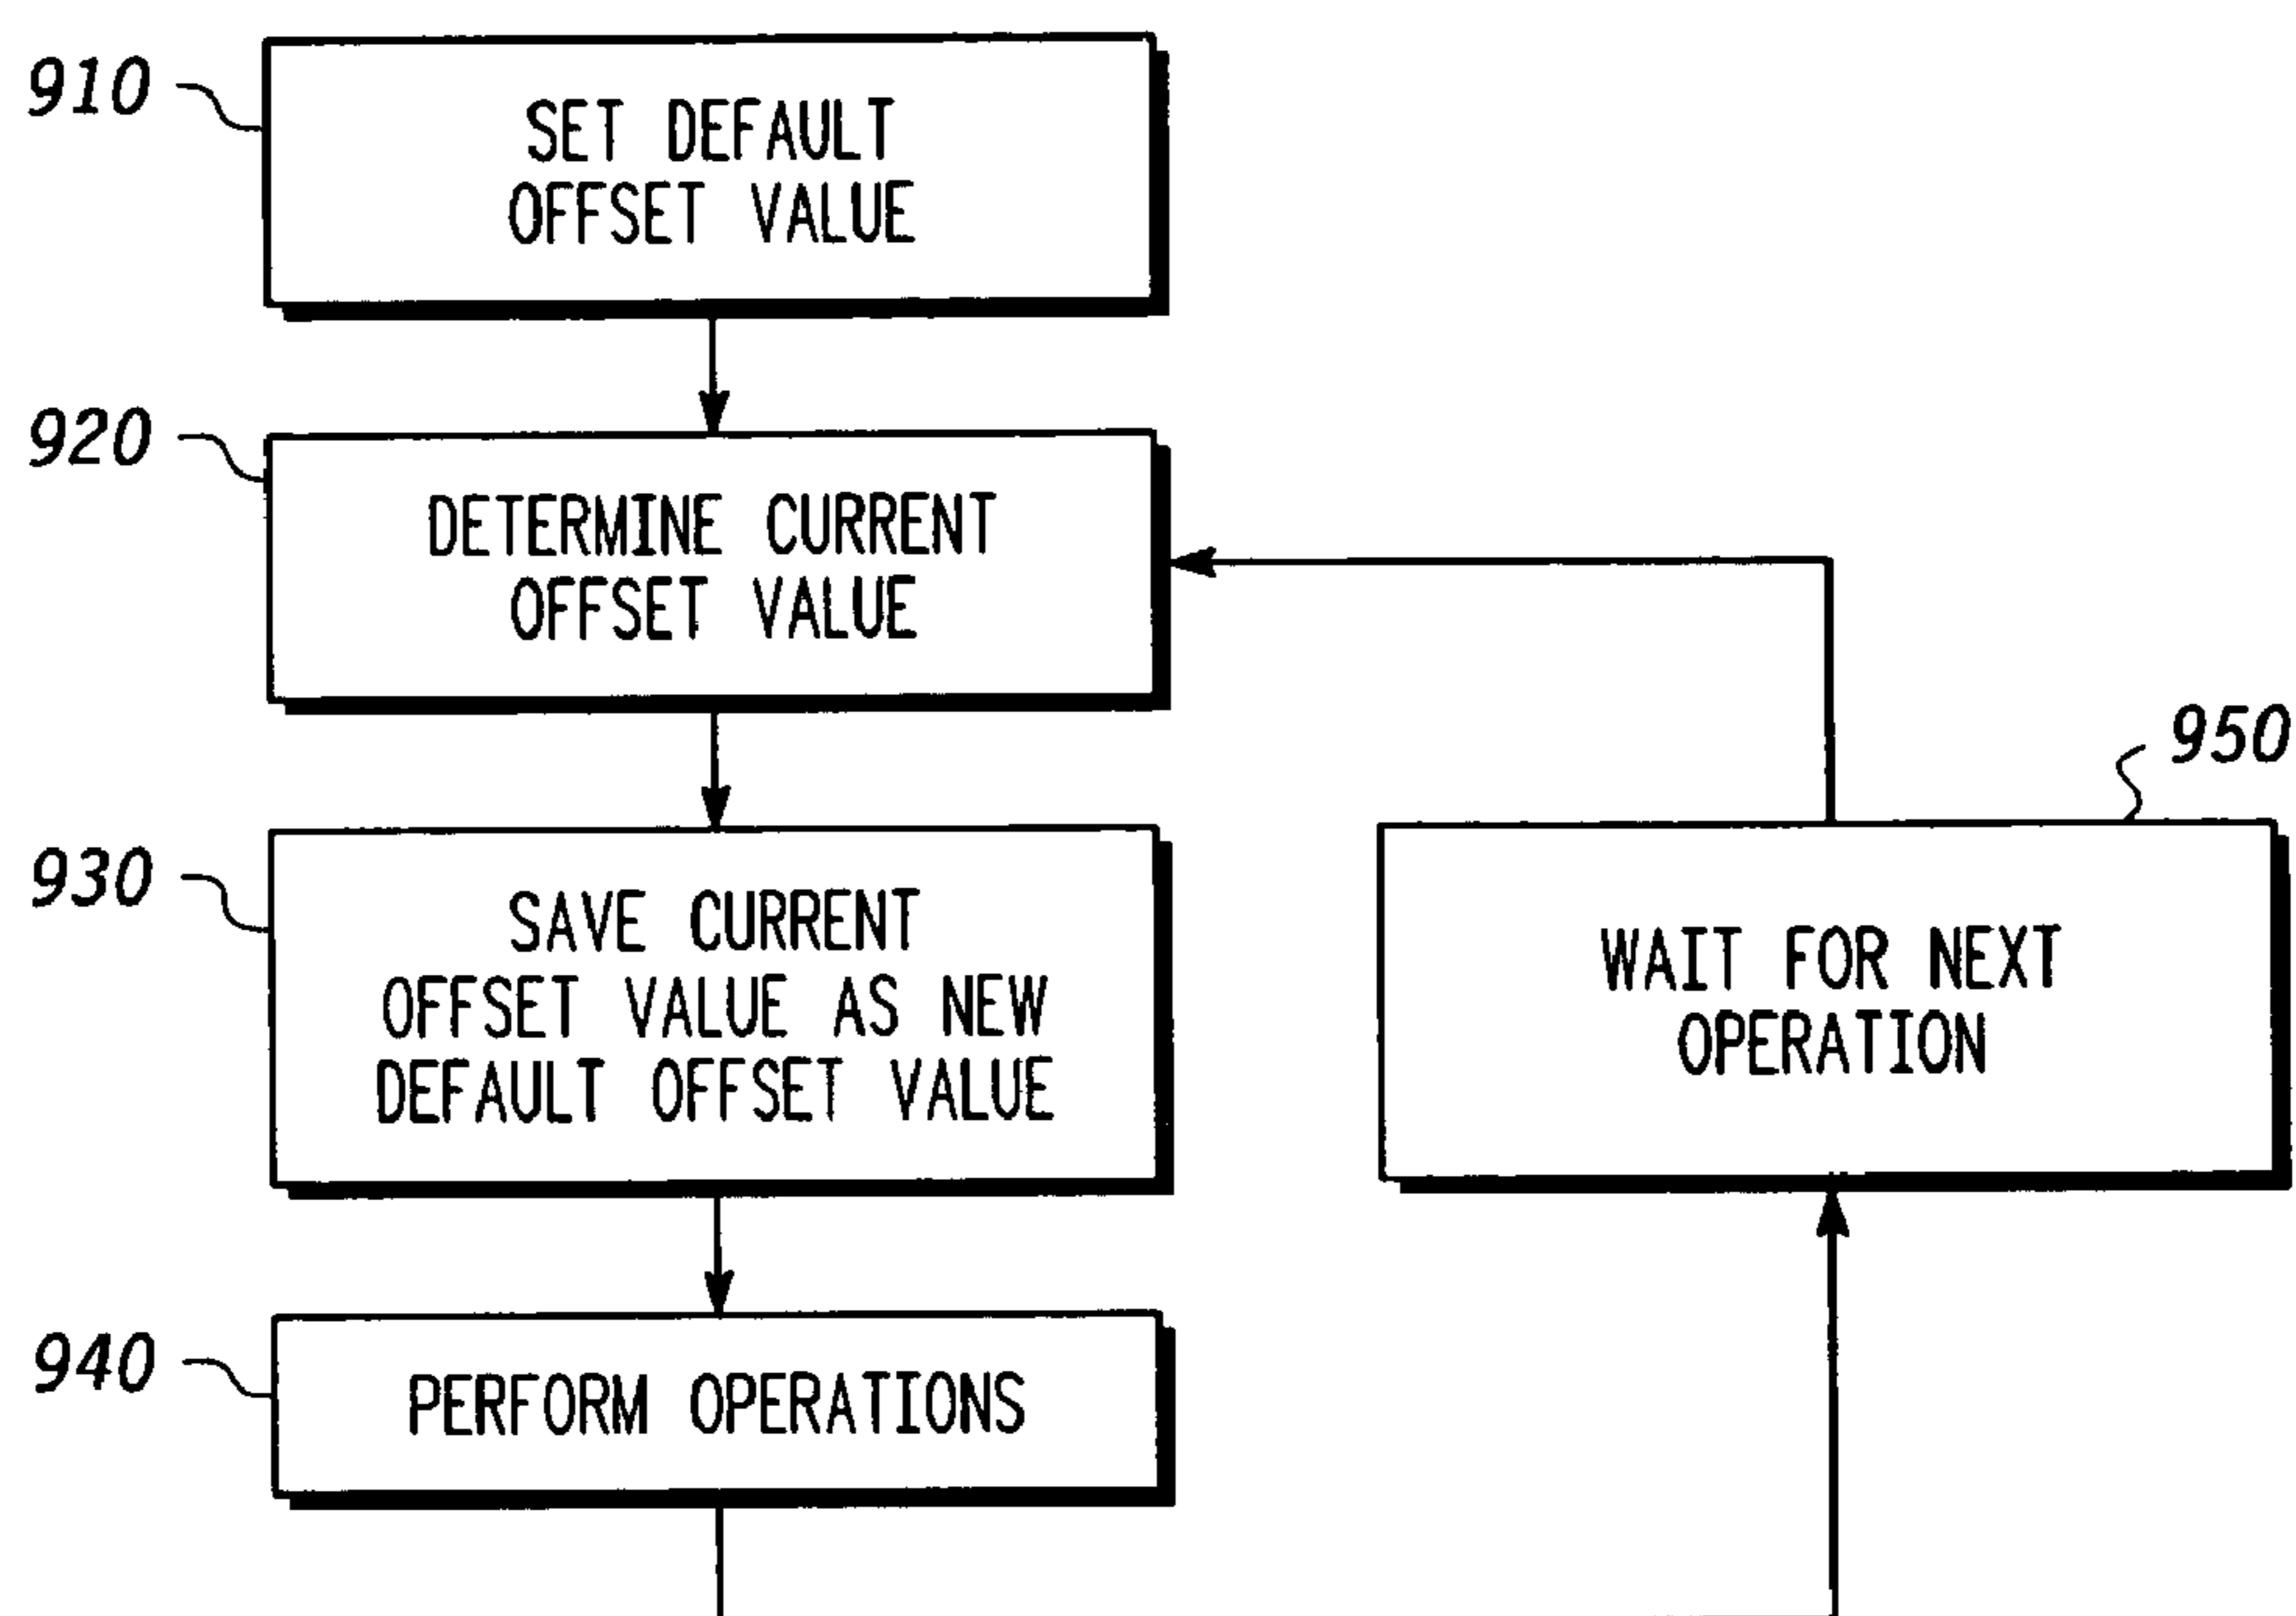 910
SET DEFAULT
OFFSET VALUE
920
DETERMINE CURRENT
OFFSET VALUE
930
SAVE CURRENT
OFFSET VALUE AS NEW
DEFAULT OFFSET VALUE
940
PERFORM OPERATIONS
950
WAIT FOR NEXT
OPERATION